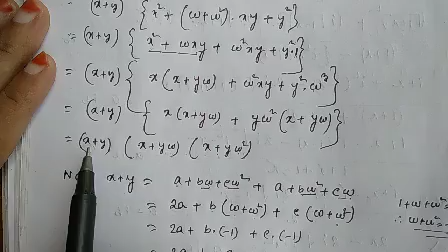 = (x+y) { x² + (ω+ω²). xy + y² }
= (x+y) { x² + ωxy + ω²xy + y².1 }
= (x+y) { x (x+yω) + ω²xy + y². ω³ }
= (x+y) { x (x+yω) + yω² (x+yω) }
= (x+y) (x+yω) (x+yω²)
x+y = a+bω+cω² + a+bω²+cω
1+ω+ω²=
= 2a + b (ω+ω²) + c (ω+ω²)
∴ ω+ω²=
= 2a + b.(-1) + c.(-1)